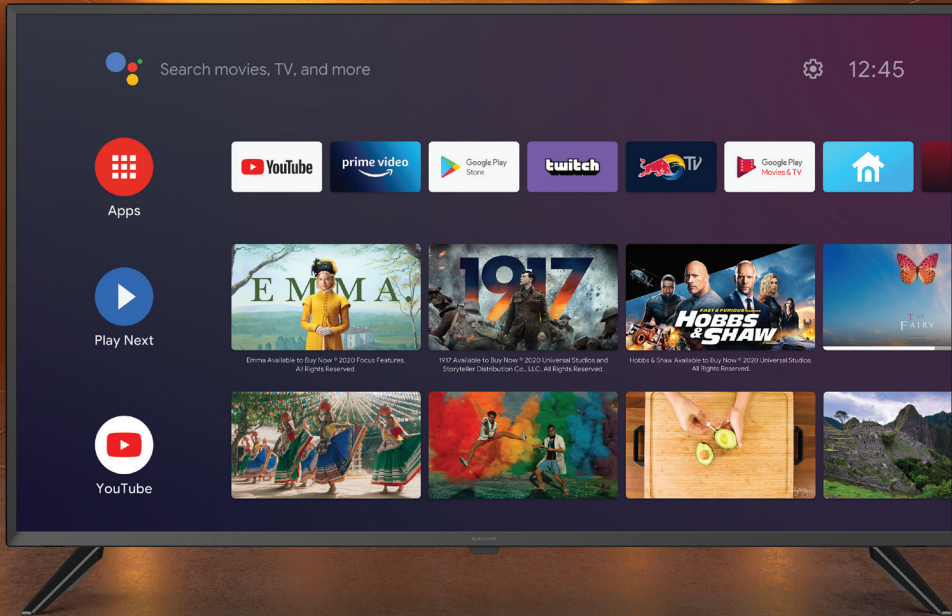 Search movies, TV, and more
12:45
Apps
YouTube
prime video
Google Play
Store
twitch
TV
Google Play
Movies & TV
Play Next
EMMA.
1917
FAST & FURIOUS
HOBBS
& SHAW
THE
FAIRY
Emma Available to Buy Now © 2020 Focus Features.
All Rights Reserved.
1917 Available to Buy Now © 2020 Universal Studios and
Storyteller Distribution Co., LLC. All Rights Reserved.
Hobbs & Shaw Available to Buy Now © 2020 Universal Studios
All Rights Reserved.
YouTube